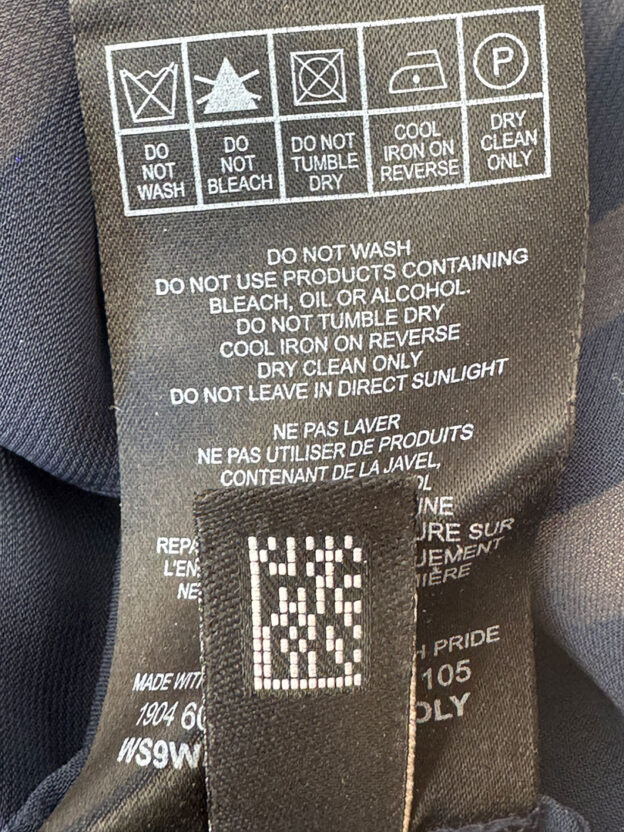 P
DO NOT WASH
DO NOT BLEACH
DO NOT TUMBLE DRY
COOL IRON ON REVERSE
DRY CLEAN ONLY
DO NOT WASH
DO NOT USE PRODUCTS CONTAINING
BLEACH, OIL OR ALCOHOL.
DO NOT TUMBLE DRY
COOL IRON ON REVERSE
DRY CLEAN ONLY
DO NOT LEAVE IN DIRECT SUNLIGHT
NE PAS LAVER
NE PAS UTILISER DE PRODUITS
CONTENANT DE LA JAVEL,
SUR
PRIDE
MADE
1904
105